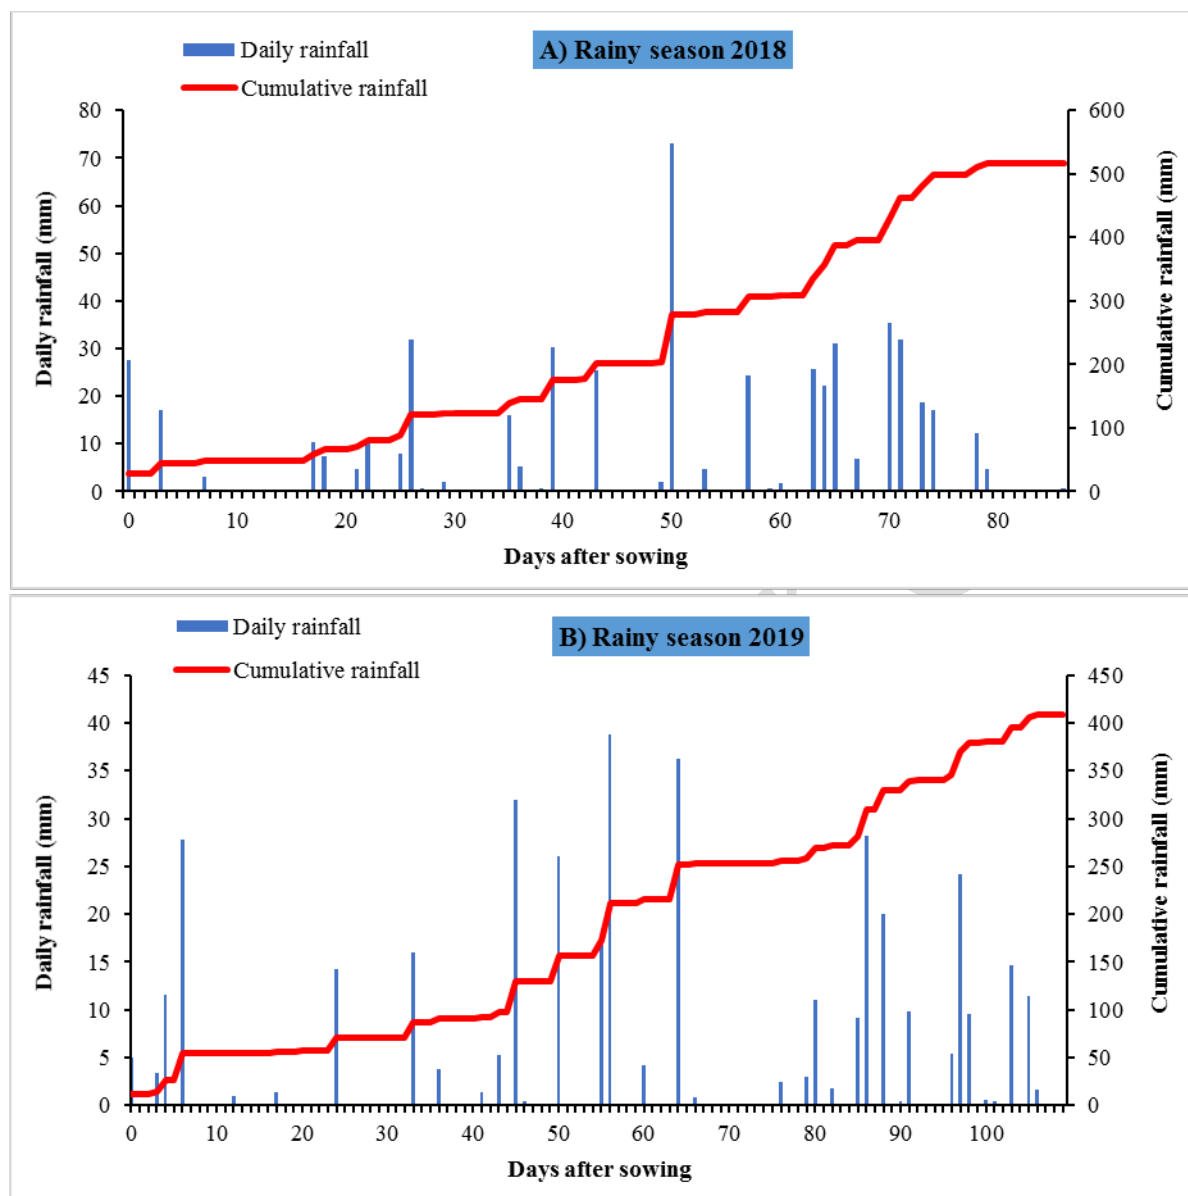 Daily rainfall
A) Rainy season 2018
Cumulative rainfall
80
70
60
50
40
30
20
10
0
Daily rainfall (mm)
600
500
400
300
200
100
0
Cumulative rainfall (mm)
0 10 20 30 40 50 60 70 80
Days after sowing
Daily rainfall
B) Rainy season 2019
Cumulative rainfall
45
40
35
30
25
20
15
10
5
0
Daily rainfall (mm)
450
400
350
300
250
200
150
100
50
0
Cumulative rainfall (mm)
0 10 20 30 40 50 60 70 80 90 100
Days after sowing